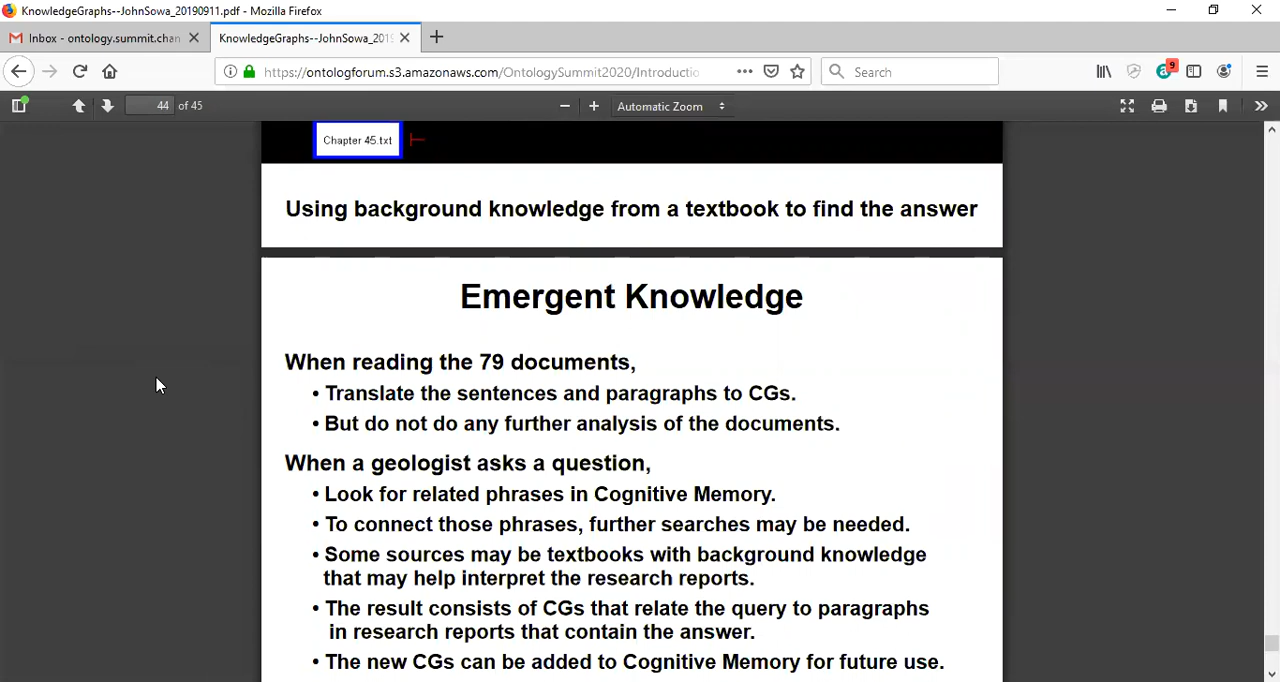 KnowledgeGraphs--JohnSowa_20190911.pdf - Mozilla Firefox
Inbox - ontology.summit.chan
KnowledgeGraphs--JohnSowa_201
https://ontologforum.s3.amazonaws.com/OntologySummit2020/Introductio
Search
9
44 of 45
Automatic Zoom
Chapter 45.txt
Using background knowledge from a textbook to find the answer
Emergent Knowledge
When reading the 79 documents,
• Translate the sentences and paragraphs to CGs.
• But do not do any further analysis of the documents.
When a geologist asks a question,
• Look for related phrases in Cognitive Memory.
• To connect those phrases, further searches may be needed.
• Some sources may be textbooks with background knowledge
that may help interpret the research reports.
• The result consists of CGs that relate the query to paragraphs
in research reports that contain the answer.
• The new CGs can be added to Cognitive Memory for future use.